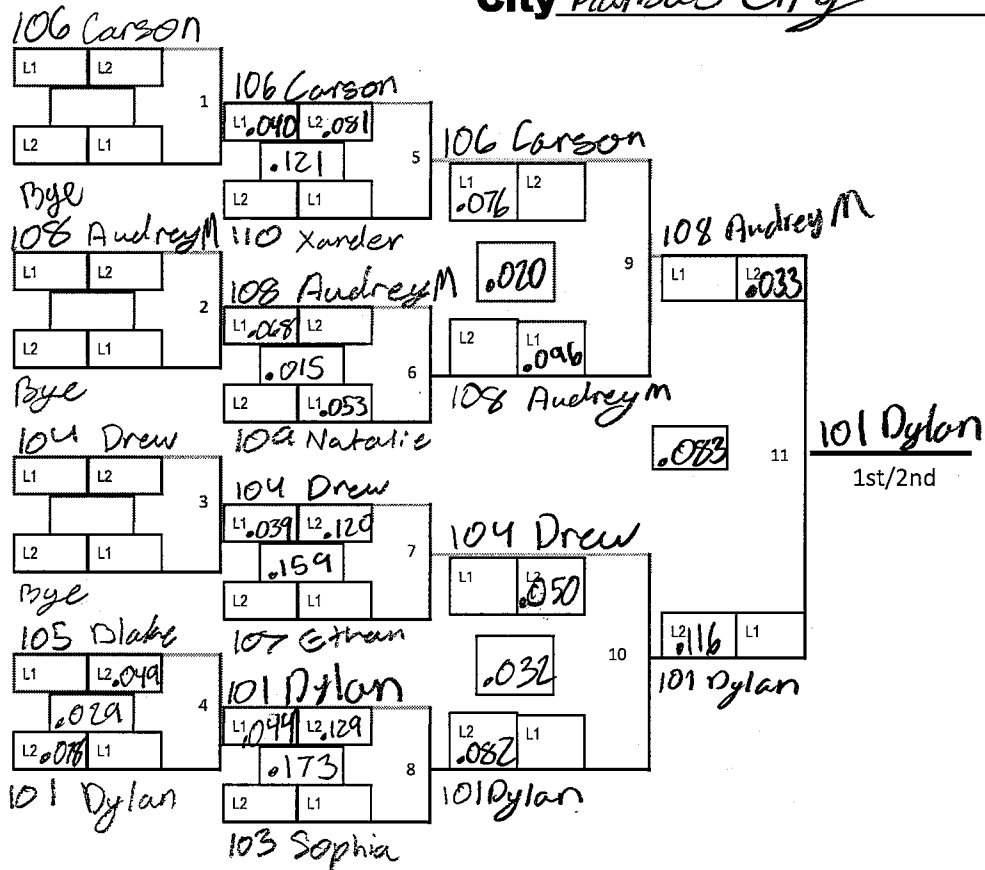 City Kansas City
106 Carson
L1 L2
1
L2 L1
Bye
108 Audrey M
L1 L2
2
L2 L1
Bye
104 Drew
L1 L2
3
L2 L1
Bye
105 Blake
L1 L2 .049
.029
4
L2 .078 L1
101 Dylan
106 Carson
L1 .040 L2 .081
.121
5
L2 L1
110 Xander
108 Audrey M
L1 .068 L2
.015
6
L2 L1 .053
109 Natalie
104 Drew
L1 .039 L2 .120
.159
7
L2 L1
107 Ethan
101 Dylan
L1 .044 L2 .129
.173
8
L2 L1
103 Sophia
106 Carson
L1 .076 L2
.020
9
L2 L1 .096
108 Audrey M
104 Drew
L1 L2 .050
.032
10
L2 .082 L1
101 Dylan
108 Audrey M
L1 L2 .033
.083
11
L2 .116 L1
101 Dylan
101 Dylan
1st/2nd